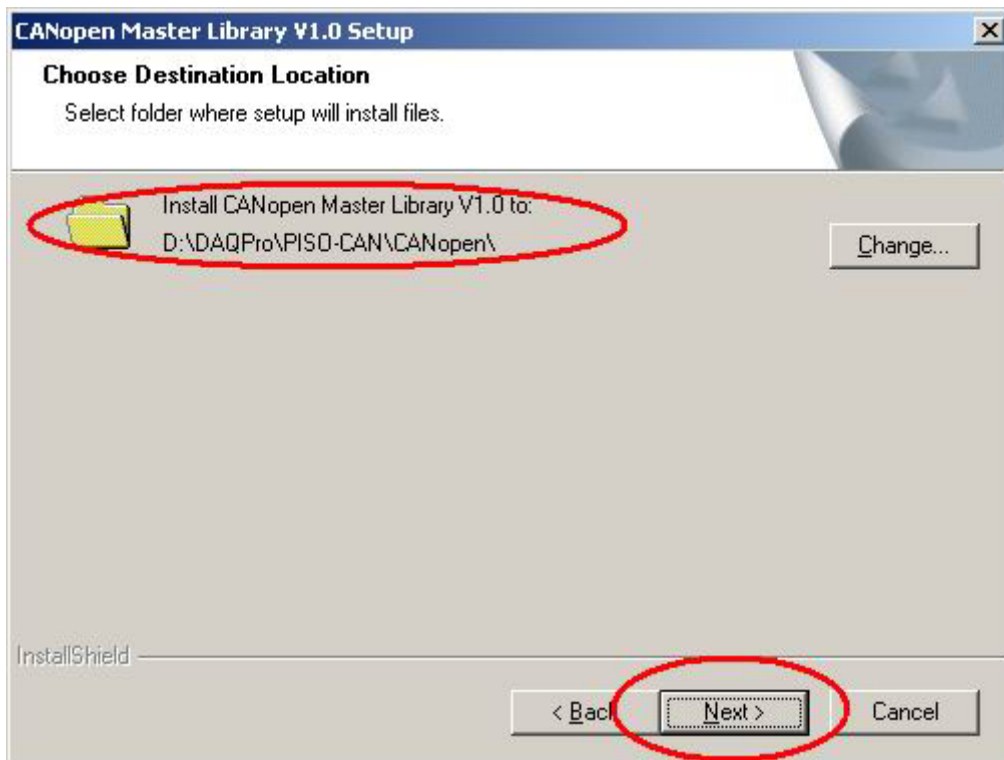 CANopen Master Library V1.0 Setup
Choose Destination Location
Select folder where setup will install files.
Install CANopen Master Library V1.0 to:
D:\DAQPro\PISO-CAN\CANopen\
Change...
InstallShield
< Back
Next >
Cancel